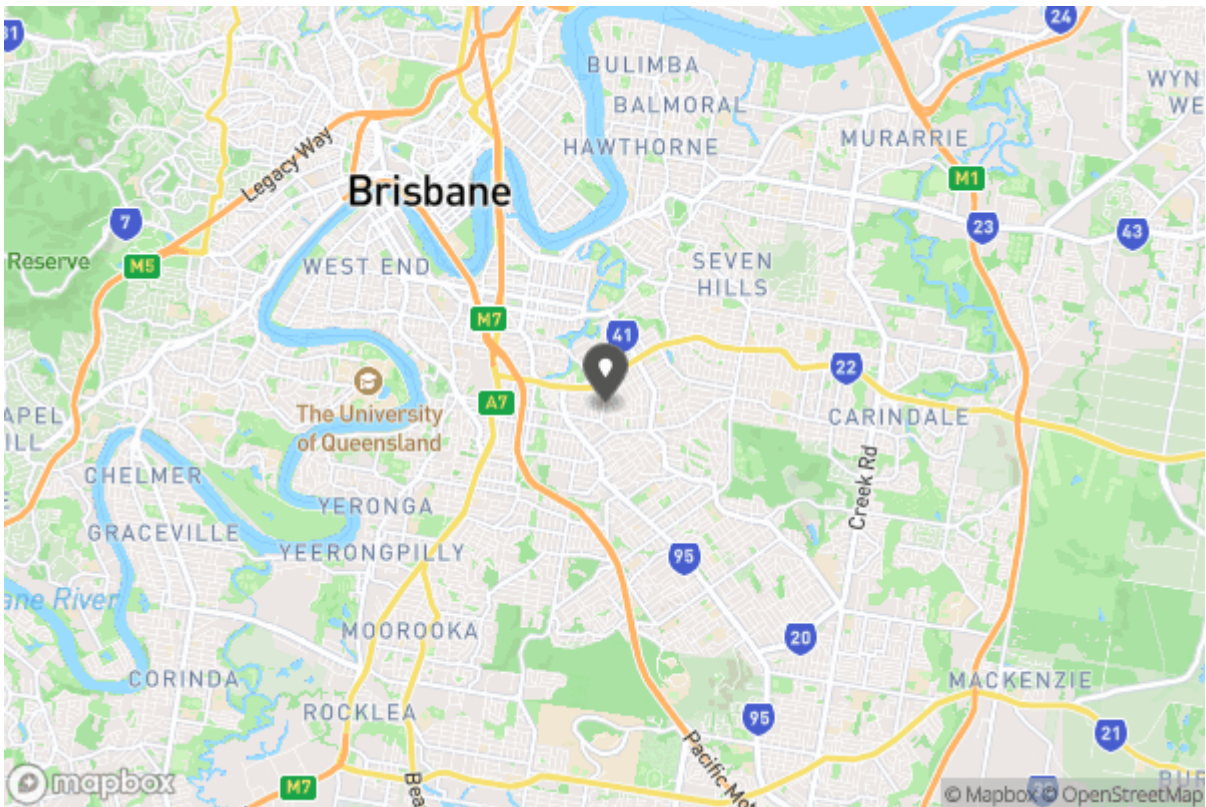 24
31
BULIMBA
WYN
WE
BALMORAL
MURARRIE
HAWTHORNE
Legacy Way
Brisbane
M1
7
23
43
Reserve
M5
WEST END
SEVEN
HILLS
M7
41
22
The University
of Queensland
A7
CARINDALE
APEL
ILL
CHELMER
Creek Rd
YERONGA
GRACEVILLE
YEERONGPILLY
95
ane River
MOOROOKA
20
CORINDA
MACKENZIE
ROCKLEA
95
21
Pacific Mot
mapbox
M7
Bea
BUR
© Mapbox © OpenStreetMap